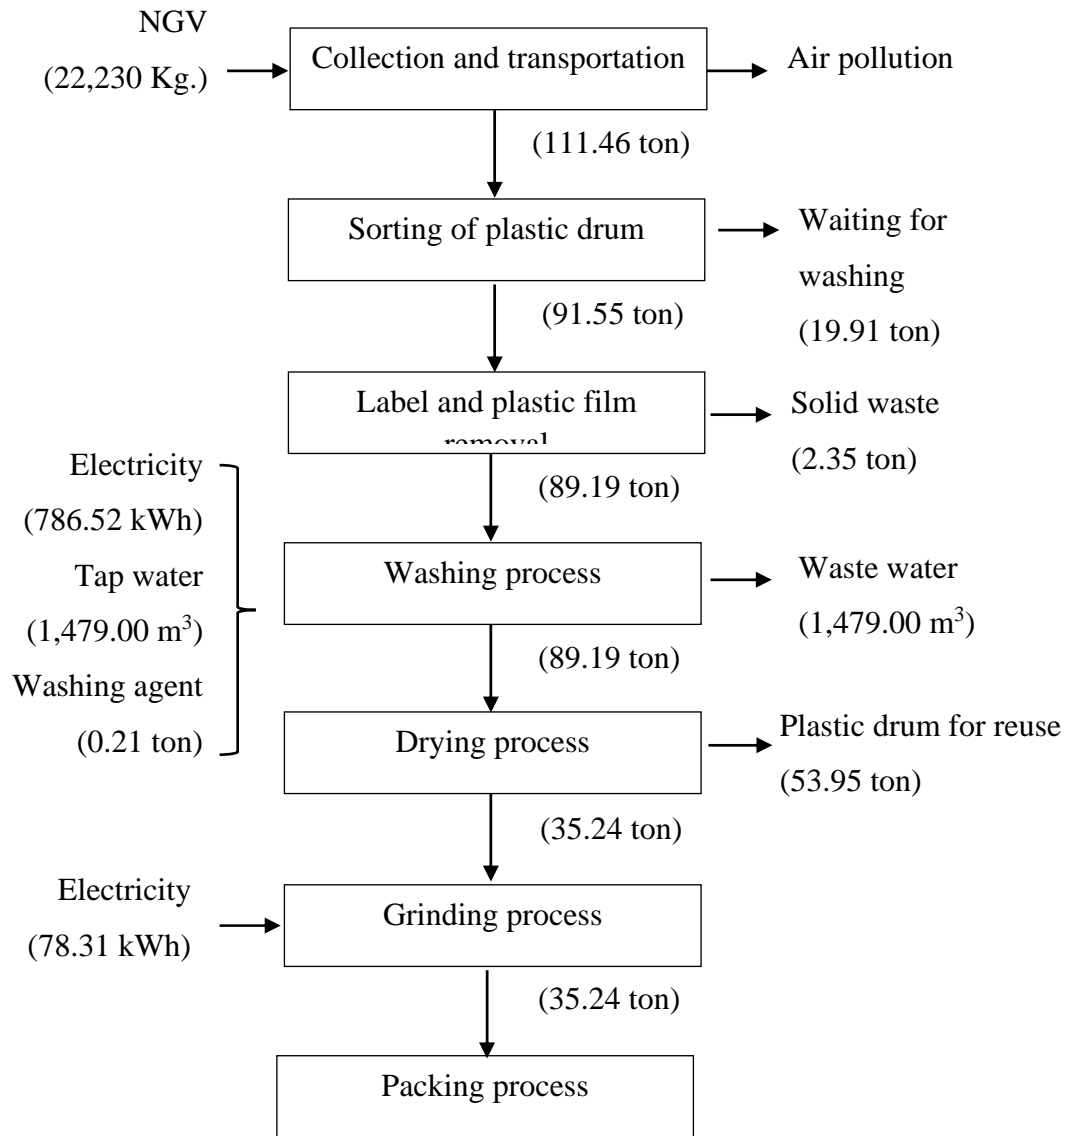 NGV
(22,230 Kg.)
Collection and transportation
Air pollution
(111.46 ton)
Sorting of plastic drum
Waiting for
washing
(19.91 ton)
(91.55 ton)
Label and plastic film
removal
Solid waste
(2.35 ton)
(89.19 ton)
Electricity
(786.52 kWh)
Tap water
(1,479.00 m³)
Washing agent
(0.21 ton)
Washing process
Waste water
(1,479.00 m³)
(89.19 ton)
Drying process
Plastic drum for reuse
(53.95 ton)
(35.24 ton)
Electricity
(78.31 kWh)
Grinding process
(35.24 ton)
Packing process